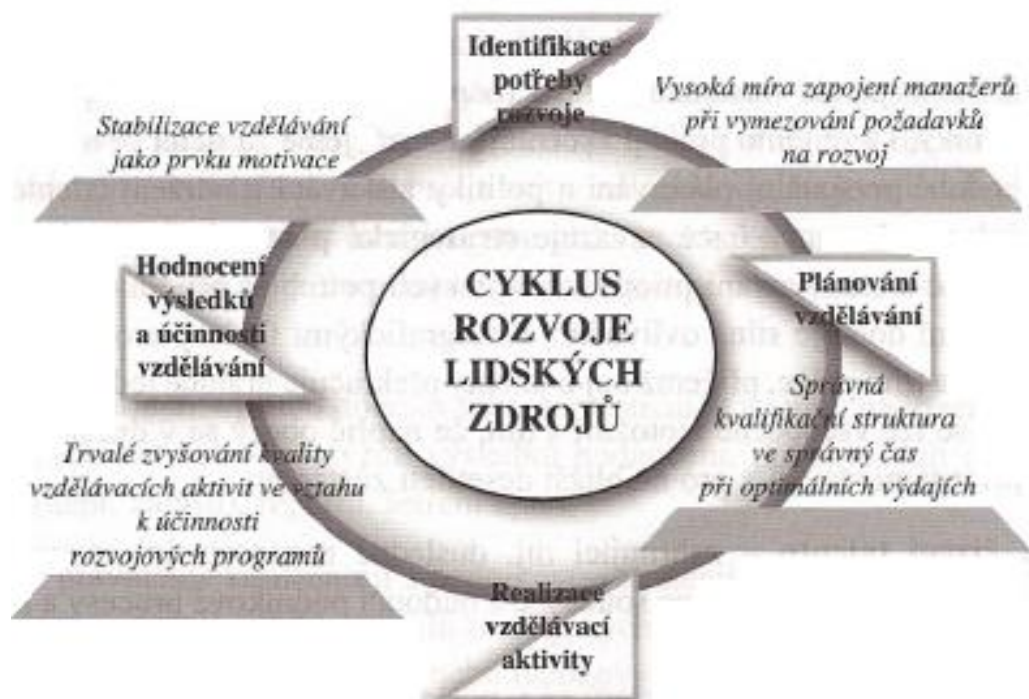 Identifikace
potřeby
rozvoje
Vysoká míra zapojení manažerů
při vymezování požadavků
na rozvoj
Stabilizace vzdělávání
jako prvku motivace
Hodnocení
výsledků
a účinnosti
vzdělávání
CYKLUS
ROZVOJE
LIDSKÝCH
ZDROJŮ
Plánování
vzdělávání
Správná
kvalifikační struktura
ve správný čas
při optimálních výdajích
Trvalé zvyšování kvality
vzdělávacích aktivit ve vztahu
k účinnosti
rozvojových programů
Realizace
vzdělávací
aktivity